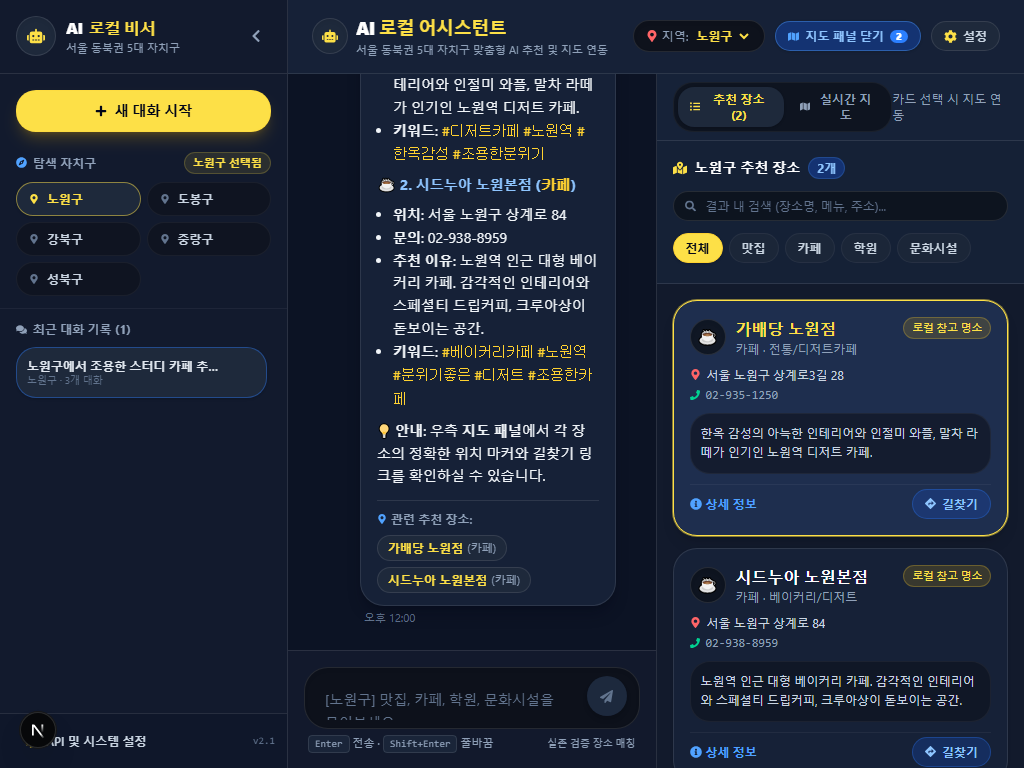 AI 로컬 비서
서울 동북권 5대 자치구
+ 새 대화 시작
탐색 자치구
노원구 선택됨
노원구
도봉구
강북구
중랑구
성북구
최근 대화 기록 (1)
노원구에서 조용한 스터디 카페 추...
노원구 · 3개 대화
N
API 및 시스템 설정
v2.1
AI 로컬 어시스턴트
서울 동북권 5대 자치구 맞춤형 AI 추천 및 지도 연동
지역: 노원구
지도 패널 닫기 2
설정
테리어와 인절미 와플, 말차 라떼
가 인기인 노원역 디저트 카페.
• 키워드: #디저트카페 #노원역 #
한옥감성 #조용한분위기
☕ 2. 시드누아 노원본점 (카페)
• 위치: 서울 노원구 상계로 84
• 문의: 02-938-8959
• 추천 이유: 노원역 인근 대형 베이
커리 카페. 감각적인 인테리어와
스페셜티 드립커피, 크루아상이
돋보이는 공간.
• 키워드: #베이커리카페 #노원역
#분위기좋은 #디저트 #조용한카
페
💡 안내: 우측 지도 패널에서 각 장
소의 정확한 위치 마커와 길찾기 링
크를 확인하실 수 있습니다.
관련 추천 장소:
가배당 노원점 (카페)
시드누아 노원본점 (카페)
오후 12:00
[노원구] 맛집, 카페, 학원, 문화시설을
Enter 전송 · Shift+Enter 줄바꿈
실존 검증 장소 매칭
추천 장소
(2)
실시간 지
도
카드 선택 시 지도 연
동
노원구 추천 장소 2개
결과 내 검색 (장소명, 메뉴, 주소)...
전체
맛집
카페
학원
문화시설
가배당 노원점
로컬 참고 명소
카페 · 전통/디저트카페
서울 노원구 상계로3길 28
02-935-1250
한옥 감성의 아늑한 인테리어와 인절미 와플, 말차 라
떼가 인기인 노원역 디저트 카페.
상세 정보
길찾기
시드누아 노원본점
로컬 참고 명소
카페 · 베이커리/디저트
서울 노원구 상계로 84
02-938-8959
노원역 인근 대형 베이커리 카페. 감각적인 인테리어
와 스페셜티 드립커피, 크루아상이 돋보이는 공간.
상세 정보
길찾기